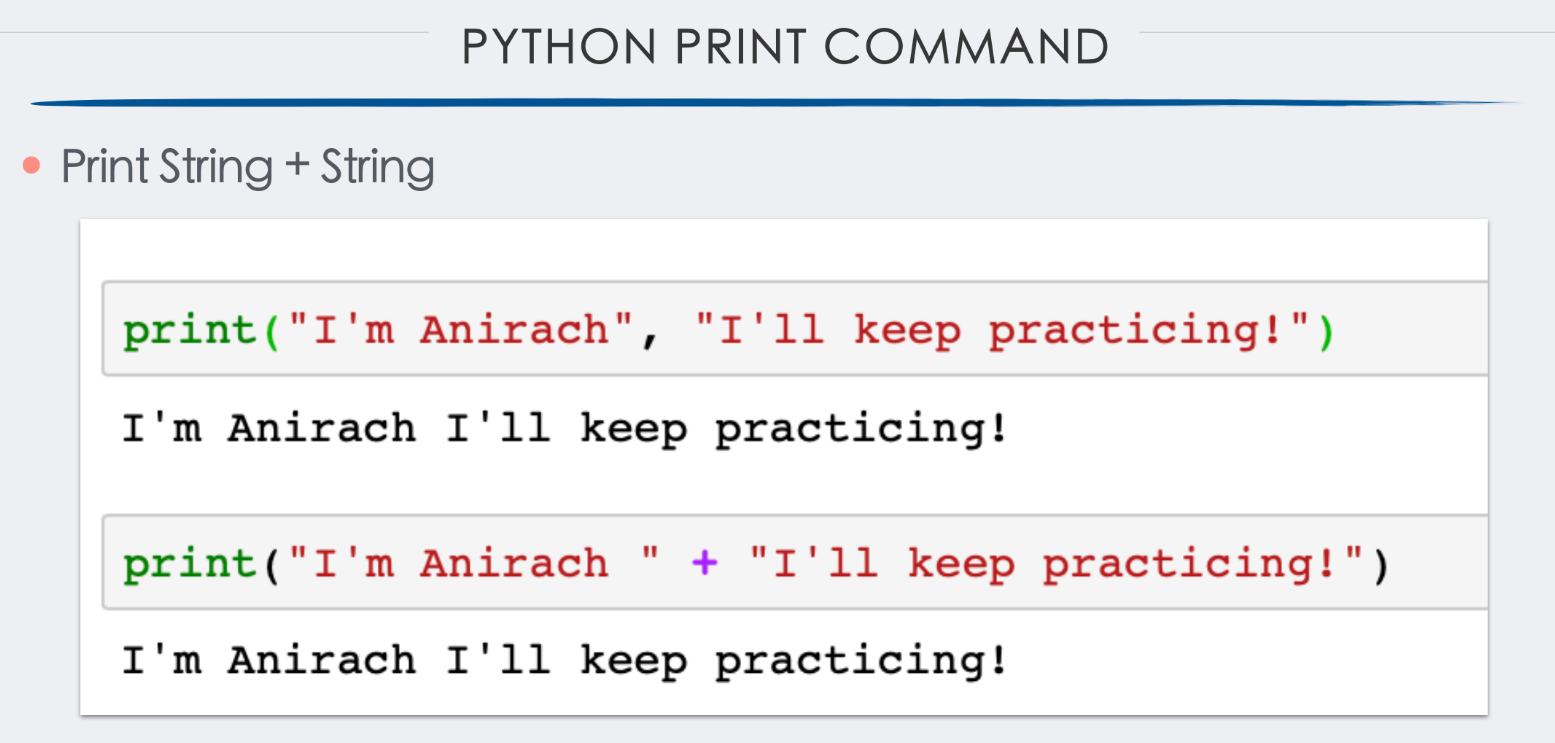 PYTHON PRINT COMMAND
Print String + String
print("I'm Anirach", "I'll keep practicing!")
I'm Anirach I'll keep practicing!
print("I'm Anirach " + "I'll keep practicing!")
I'm Anirach I'll keep practicing!